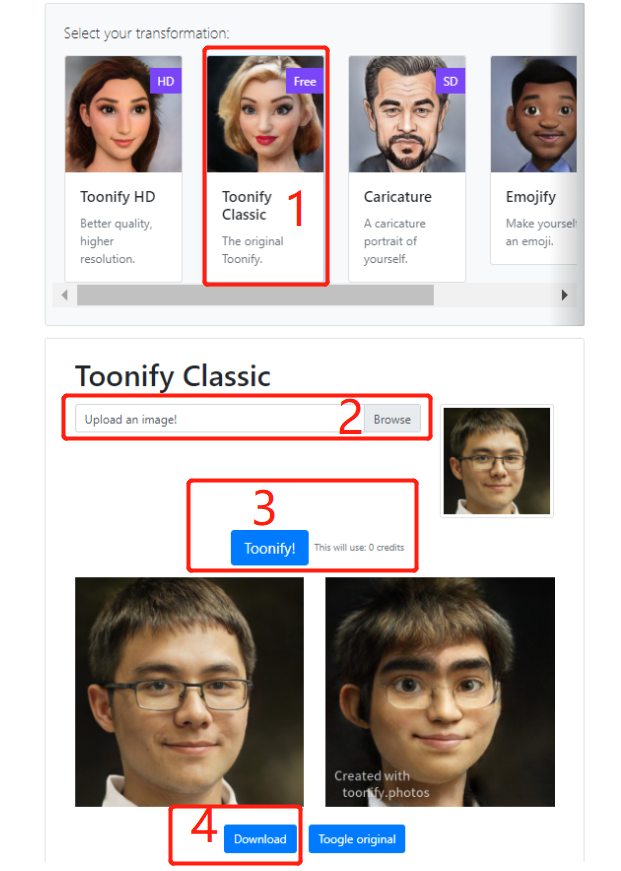 Select your transformation:
HD
Free
SD
Toonify HD
Better quality,
higher
resolution.
Toonify
Classic
1
The original
Toonify.
Caricature
A caricature
portrait of
yourself.
Emojify
Make yourself
an emoji.
Toonify Classic
Upload an image!
2
Browse
3
Toonify!
This will use: 0 credits
Created with
toonify.photos
4
Download
Toogle original